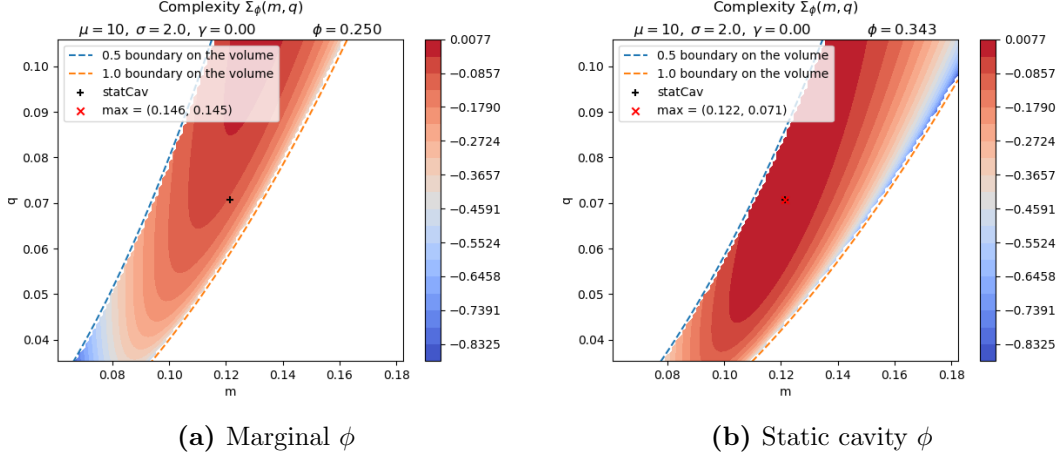 Complexity Σ_ϕ(m, q)
μ = 10, σ = 2.0, γ = 0.00 ϕ = 0.250
0.5 boundary on the volume
1.0 boundary on the volume
statCav
max = (0.146, 0.145)
0.10
0.09
0.08
0.07
0.06
0.05
0.04
q
0.08 0.10 0.12 0.14 0.16 0.18
m
0.0077
−0.0857
−0.1790
−0.2724
−0.3657
−0.4591
−0.5524
−0.6458
−0.7391
−0.8325
(a) Marginal ϕ
Complexity Σ_ϕ(m, q)
μ = 10, σ = 2.0, γ = 0.00 ϕ = 0.343
0.5 boundary on the volume
1.0 boundary on the volume
statCav
max = (0.122, 0.071)
0.10
0.09
0.08
0.07
0.06
0.05
0.04
q
0.08 0.10 0.12 0.14 0.16 0.18
m
0.0077
−0.0857
−0.1790
−0.2724
−0.3657
−0.4591
−0.5524
−0.6458
−0.7391
−0.8325
(b) Static cavity ϕ